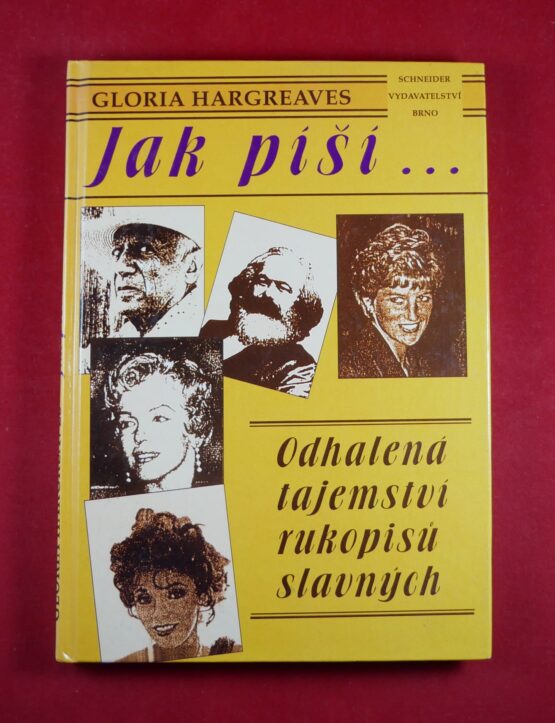 GLORIA HARGREAVES
SCHNEIDER
VYDAVATELSTVÍ
BRNO
Jak píší ...
Odhalená
tajemství
rukopisů
slavných